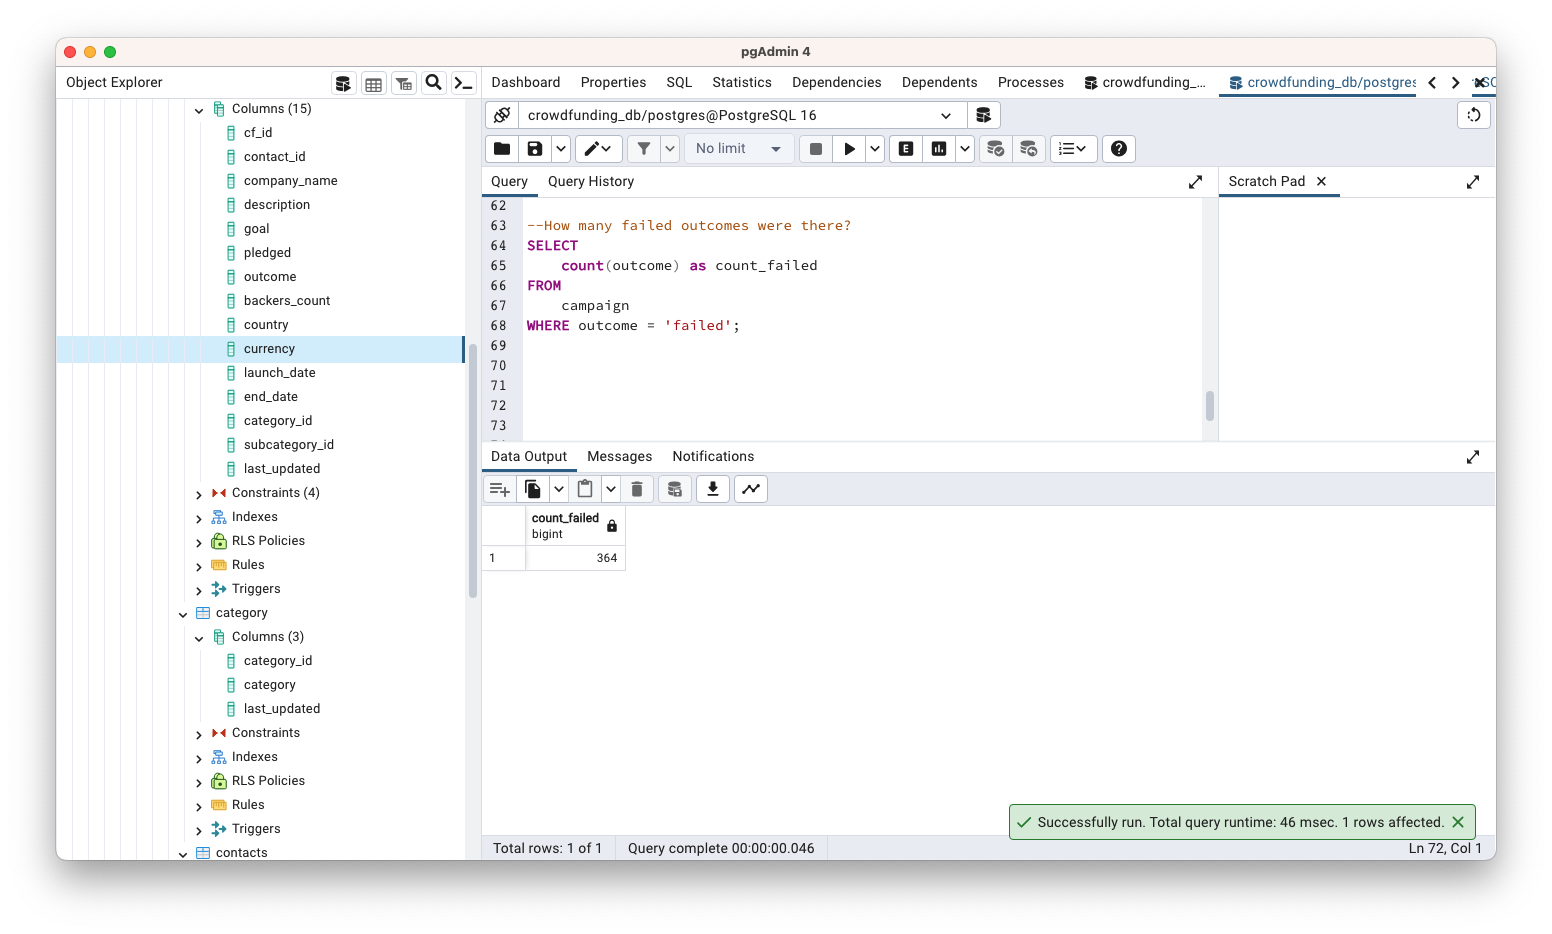 pgAdmin 4
Object Explorer
Dashboard Properties SQL Statistics Dependencies Dependents Processes crowdfunding_... crowdfunding_db/postgres
crowdfunding_db/postgres@PostgreSQL 16
No limit
Query Query History
Scratch Pad
Columns (15)
cf_id
contact_id
company_name
description
goal
pledged
outcome
backers_count
country
currency
launch_date
end_date
category_id
subcategory_id
last_updated
Constraints (4)
Indexes
RLS Policies
Rules
Triggers
category
Columns (3)
category_id
category
last_updated
Constraints
Indexes
RLS Policies
Rules
Triggers
contacts
62
63 --How many failed outcomes were there?
64 SELECT
65 count(outcome) as count_failed
66 FROM
67 campaign
68 WHERE outcome = 'failed';
69
70
71
72
73
Data Output Messages Notifications
count_failed
bigint
1 364
Successfully run. Total query runtime: 46 msec. 1 rows affected.
Total rows: 1 of 1 Query complete 00:00:00.046 Ln 72, Col 1